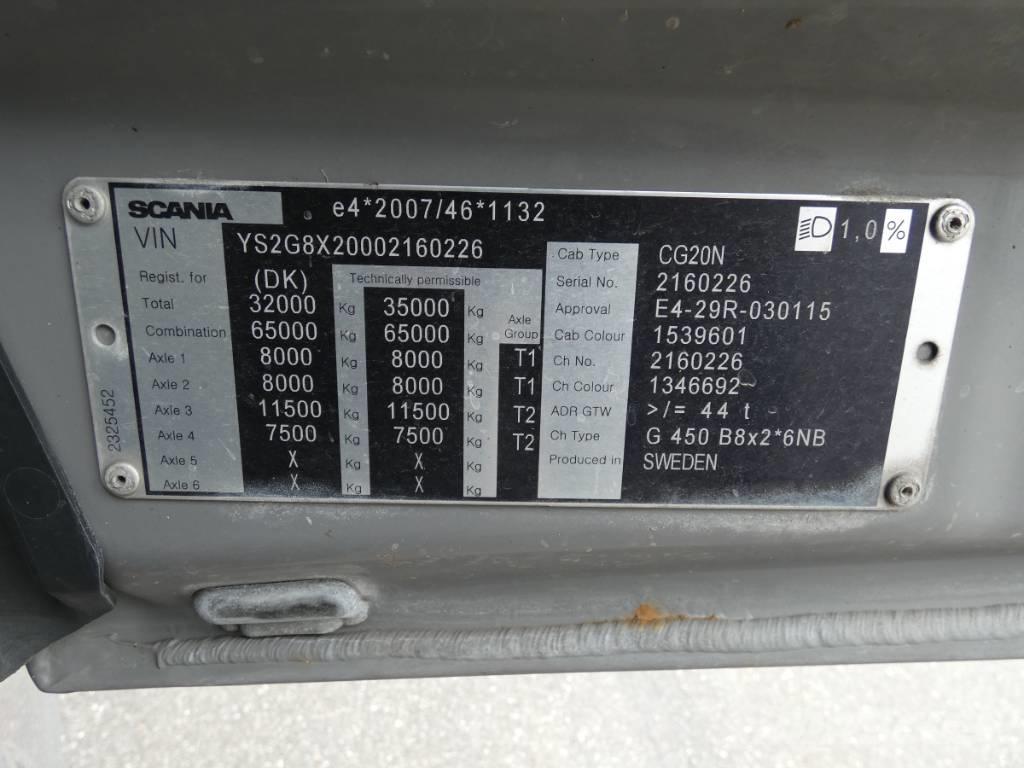 SCANIA e4*2007/46*1132 1,0 %
VIN YS2G8X20002160226 Cab Type CG20N
Regist. for (DK) Technically permissible Serial No. 2160226
Total 32000 Kg 35000 Kg Axle Group Approval E4-29R-030115
Combination 65000 Kg 65000 Kg Cab Colour 1539601
Axle 1 8000 Kg 8000 Kg T1 Ch No. 2160226
Axle 2 8000 Kg 8000 Kg T1 Ch Colour 1346692
Axle 3 11500 Kg 11500 Kg T2 ADR GTW >/= 44 t
Axle 4 7500 Kg 7500 Kg T2 Ch Type G 450 B8x2*6NB
Axle 5 X Kg X Kg Produced in SWEDEN
Axle 6 X Kg X Kg
2325452